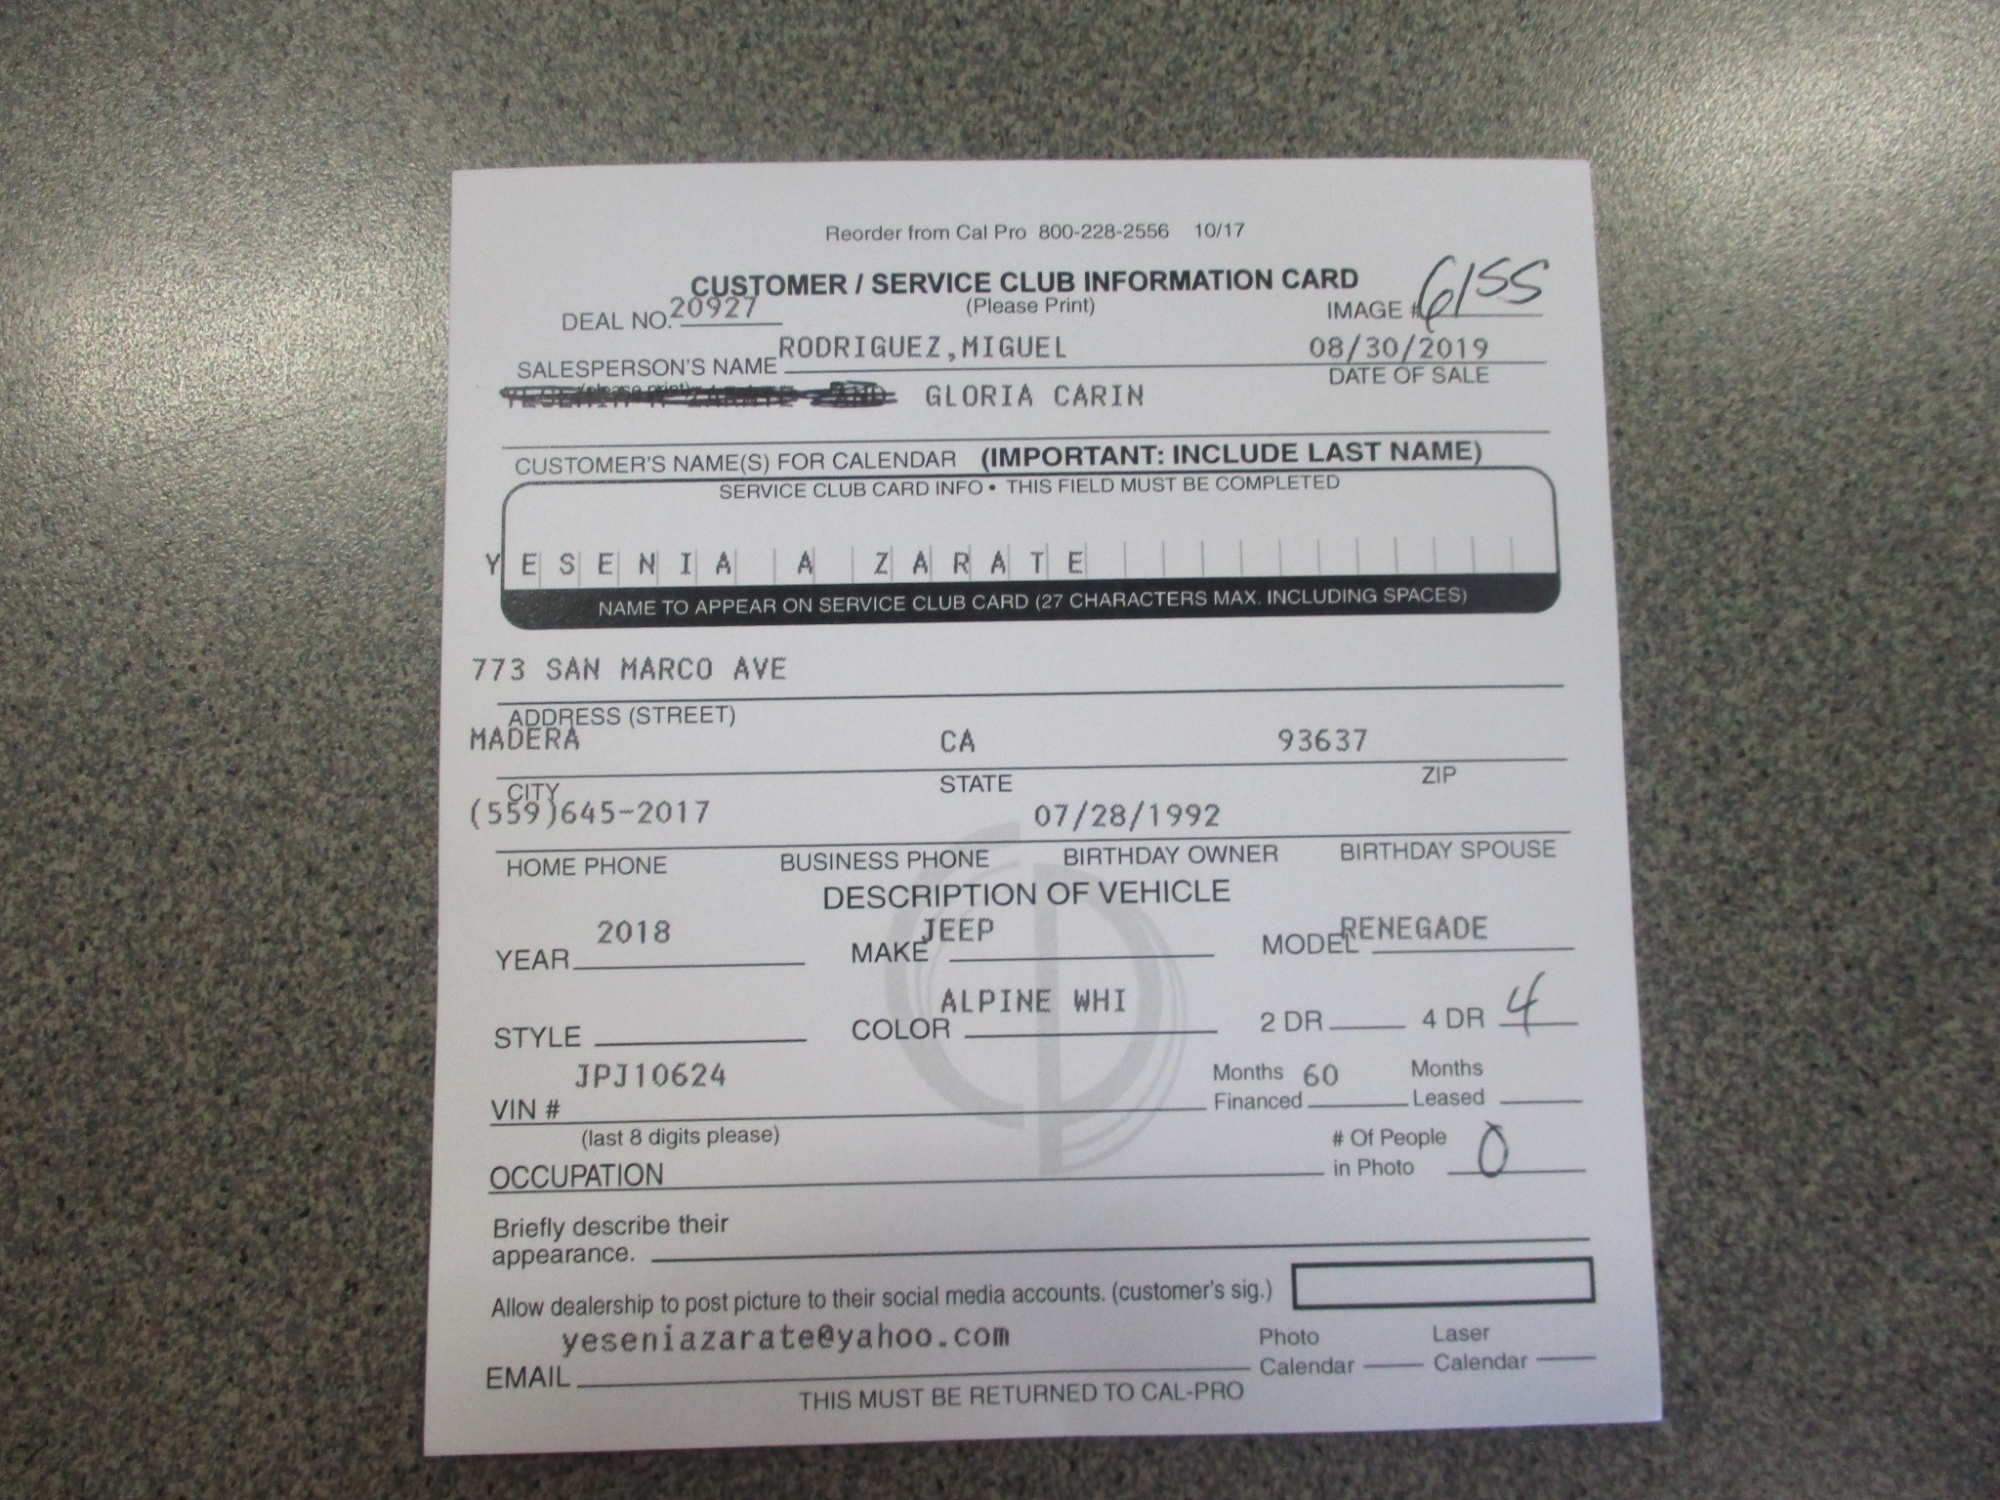 Reorder from Cal Pro 800-228-2556 10/17
CUSTOMER / SERVICE CLUB INFORMATION CARD
(Please Print)
DEAL NO. 20927
IMAGE # 6155
SALESPERSON'S NAME RODRIGUEZ,MIGUEL 08/30/2019
(please print) DATE OF SALE
YESENIA A ZARATE AND GLORIA CARIN
CUSTOMER'S NAME(S) FOR CALENDAR (IMPORTANT: INCLUDE LAST NAME)
SERVICE CLUB CARD INFO • THIS FIELD MUST BE COMPLETED
YESENIA A ZARATE
NAME TO APPEAR ON SERVICE CLUB CARD (27 CHARACTERS MAX. INCLUDING SPACES)
773 SAN MARCO AVE
ADDRESS (STREET)
MADERA CA 93637
CITY STATE ZIP
(559)645-2017 07/28/1992
HOME PHONE BUSINESS PHONE BIRTHDAY OWNER BIRTHDAY SPOUSE
DESCRIPTION OF VEHICLE
YEAR 2018 MAKE JEEP MODEL RENEGADE
STYLE COLOR ALPINE WHI 2 DR 4 DR 4
VIN # JPJ10624 Months Financed 60 Months Leased
(last 8 digits please)
OCCUPATION # Of People in Photo 0
Briefly describe their
appearance.
Allow dealership to post picture to their social media accounts. (customer's sig.)
EMAIL yeseniazarate@yahoo.com Photo Calendar Laser Calendar
THIS MUST BE RETURNED TO CAL-PRO